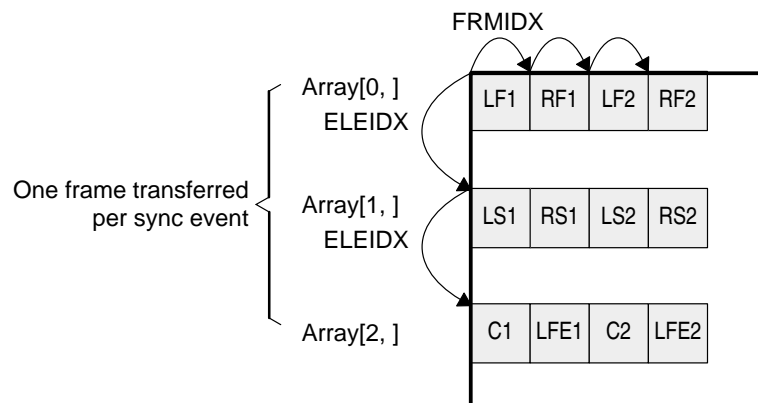 FRMIDX
Array[0, ]
ELEIDX
LF1 RF1 LF2 RF2
One frame transferred
per sync event
Array[1, ]
ELEIDX
LS1 RS1 LS2 RS2
Array[2, ]
C1 LFE1 C2 LFE2